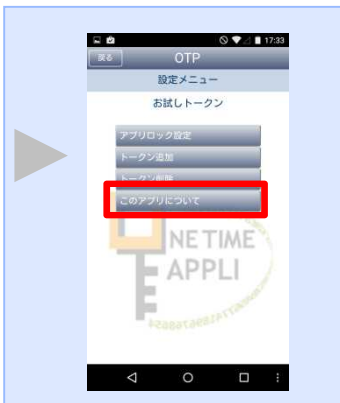 17:33
戻る
OTP
設定メニュー
お試しトークン
アプリロック設定
トークン追加
トークン削除
このアプリについて
NE TIME
APPLI